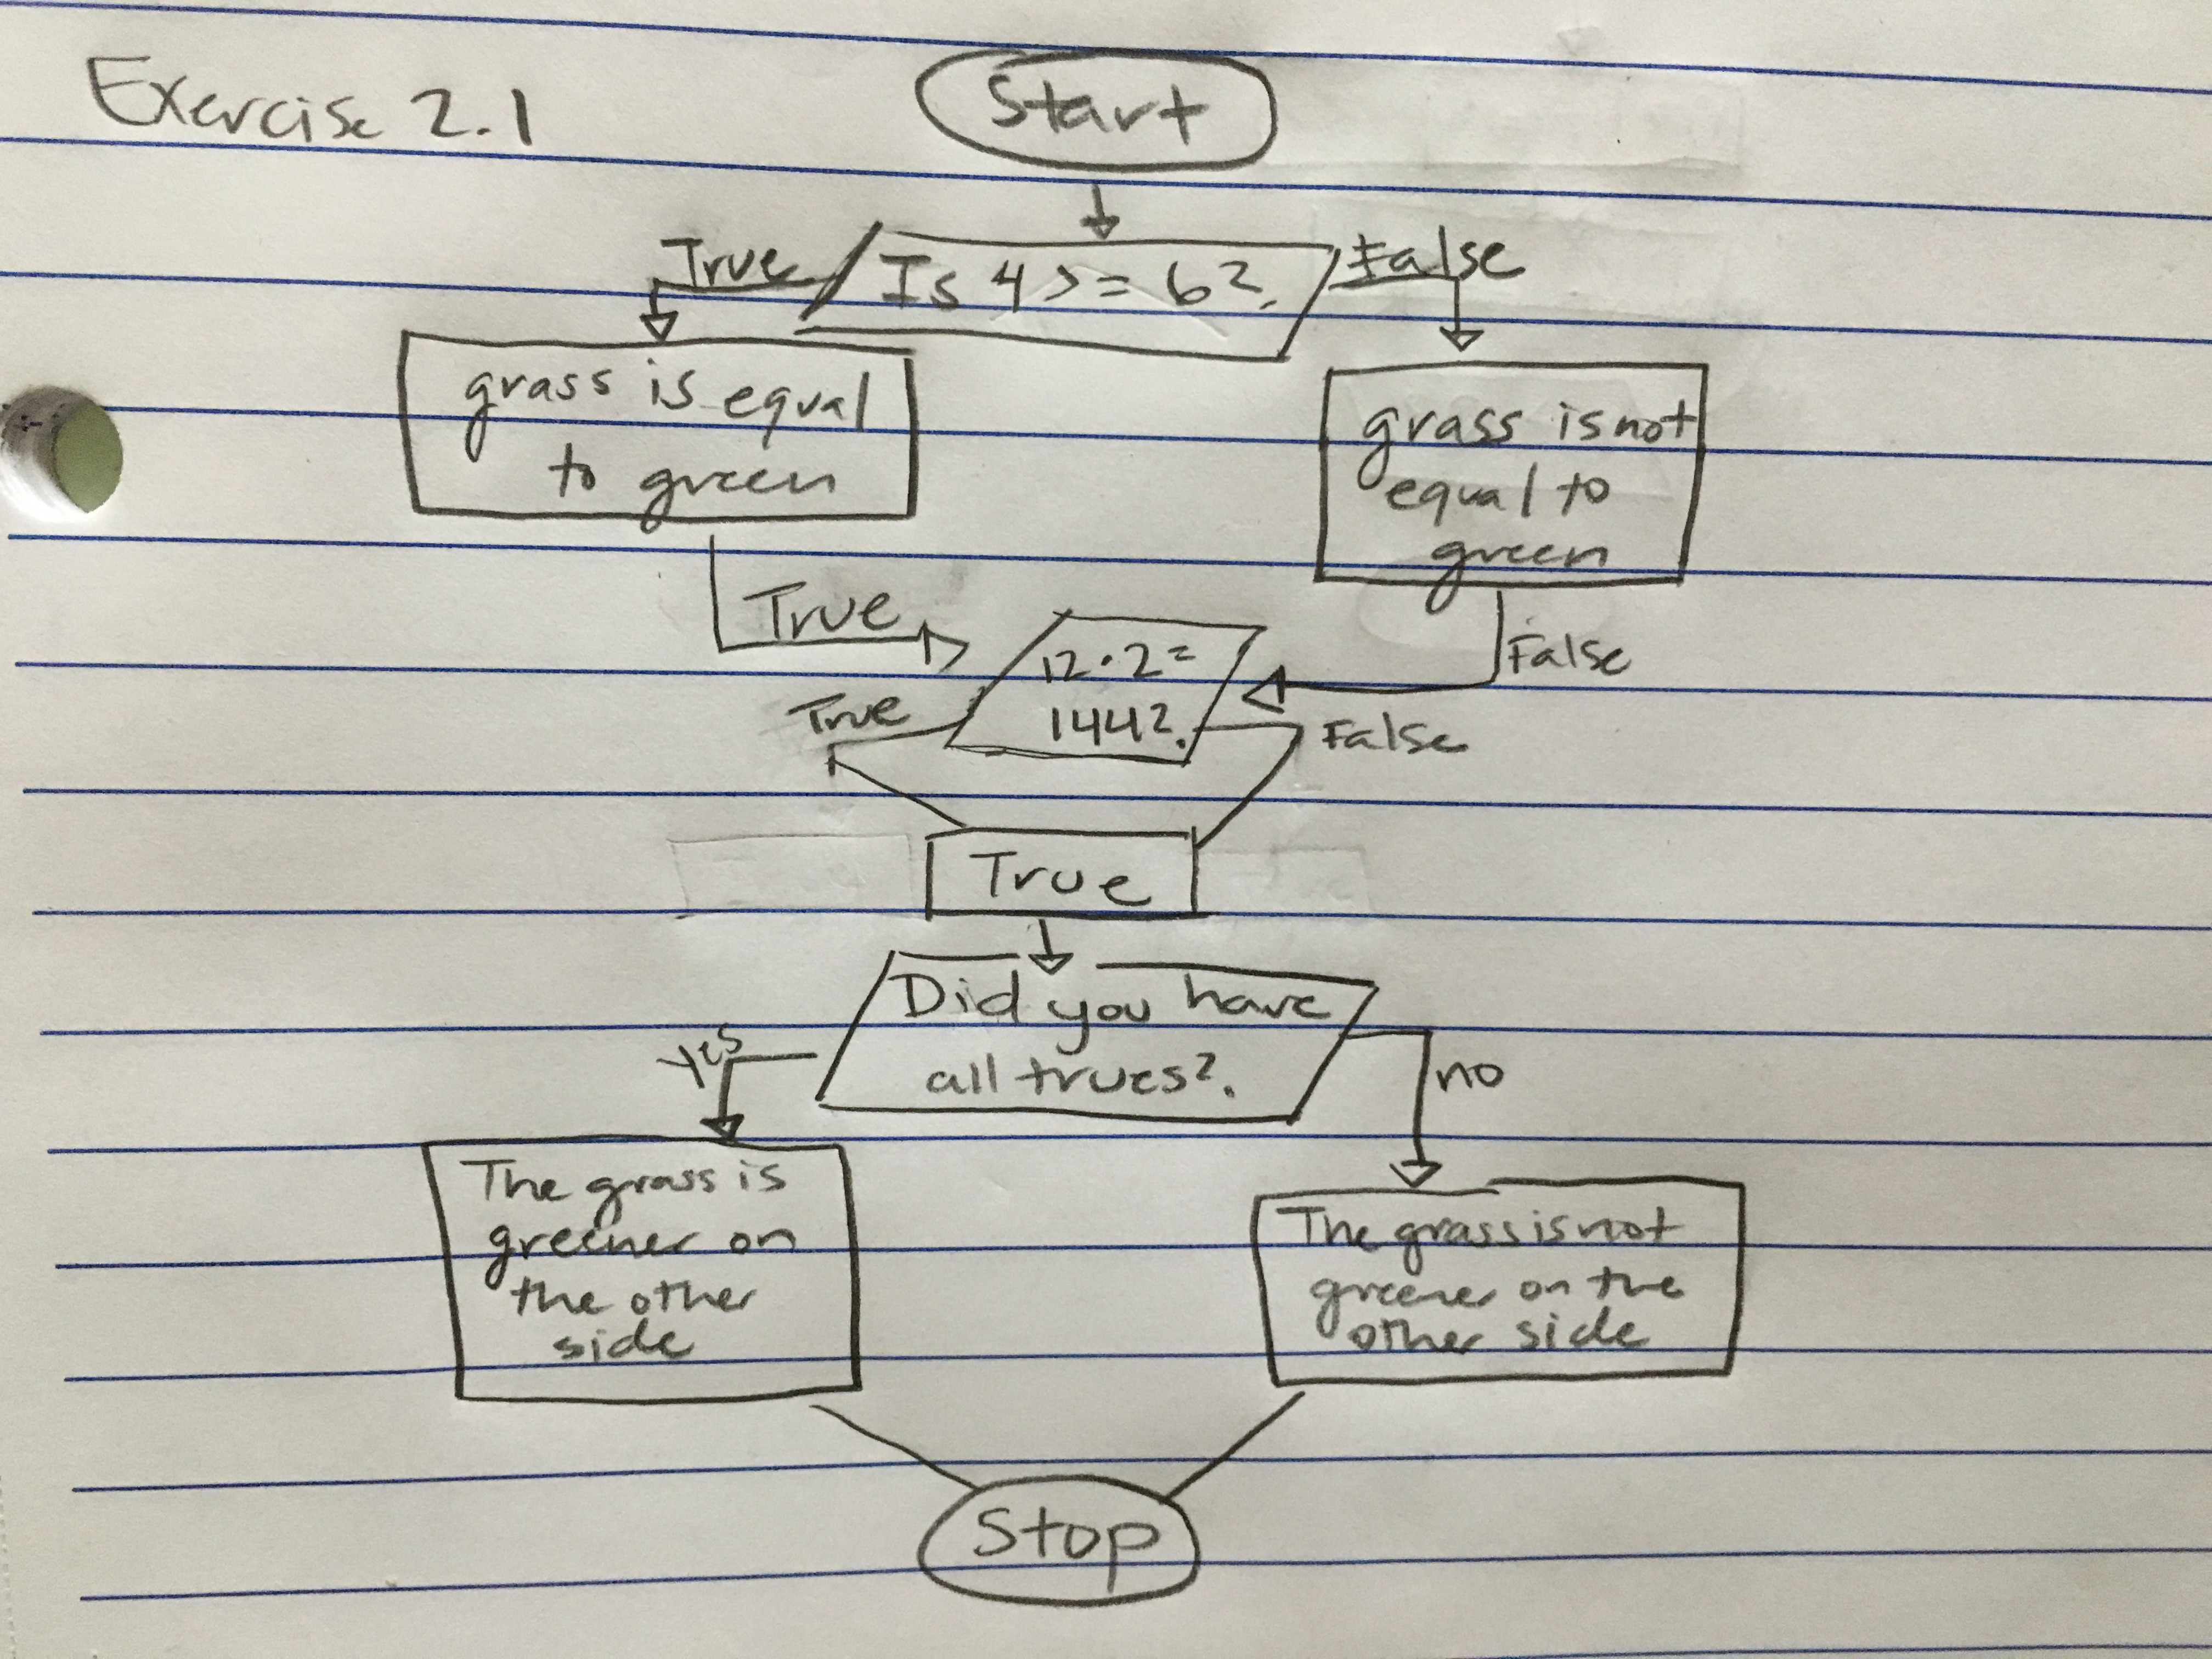 Exercise 2.1
Start
True
Is 4 >= 6?
False
grass is equal
to green
grass is not
equal to
green
True
12·2=
144?
False
True
False
True
Did you have
all trues?
yes
no
The grass is
greener on
the other
side
The grass is not
greener on the
other side
Stop